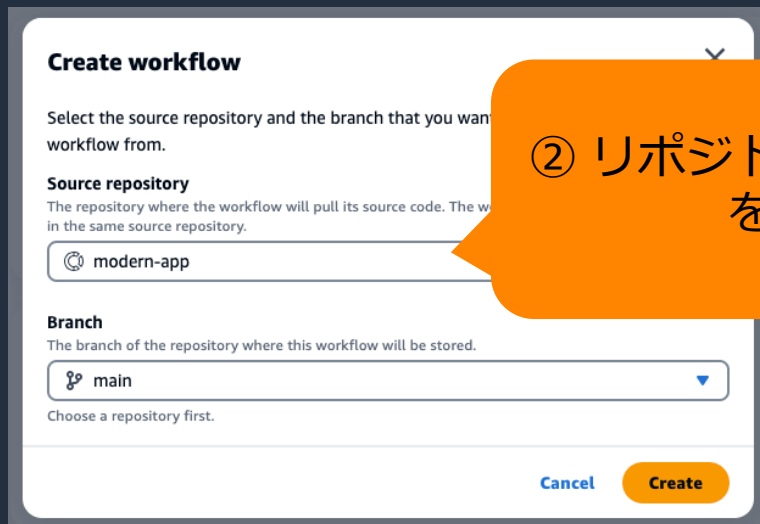 Create workflow
Select the source repository and the branch that you
workflow from.
Source repository
The repository where the workflow will pull its source code. The
in the same source repository.
modern-app
② リポジ
を
Branch
The branch of the repository where this workflow will be stored.
main
Choose a repository first.
Cancel
Create